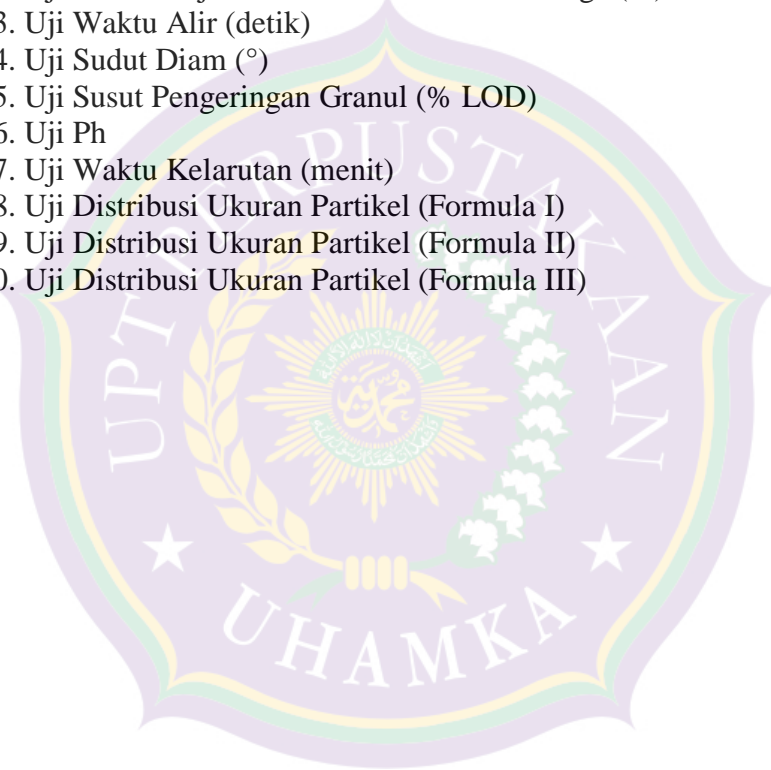 3. Uji Waktu Alir (detik)
4. Uji Sudut Diam (°)
5. Uji Susut Pengeringan Granul (% LOD)
6. Uji Ph
7. Uji Waktu Kelarutan (menit)
8. Uji Distribusi Ukuran Partikel (Formula I)
9. Uji Distribusi Ukuran Partikel (Formula II)
0. Uji Distribusi Ukuran Partikel (Formula III)
UPT PERPUSTAKAAN
UHAMKA